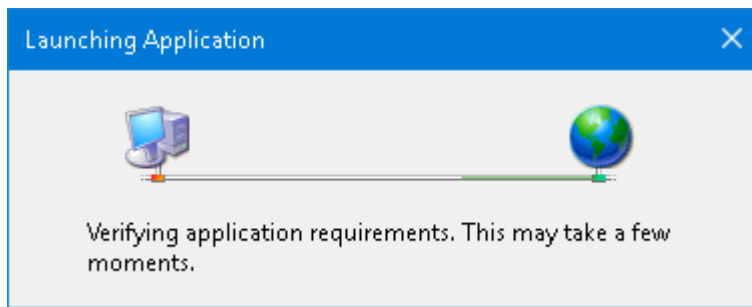 Launching Application
Verifying application requirements. This may take a few
moments.